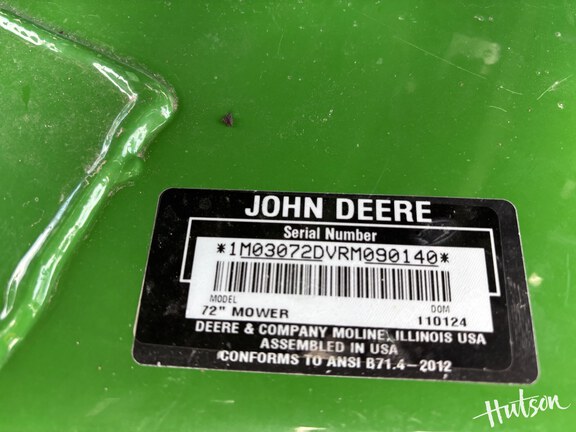 JOHN DEERE
Serial Number
*1M03072DVRM090140*
MODEL DOM
72" MOWER 110124
DEERE & COMPANY MOLINE, ILLINOIS USA
ASSEMBLED IN USA
CONFORMS TO ANSI B71.4-2012
Hutson